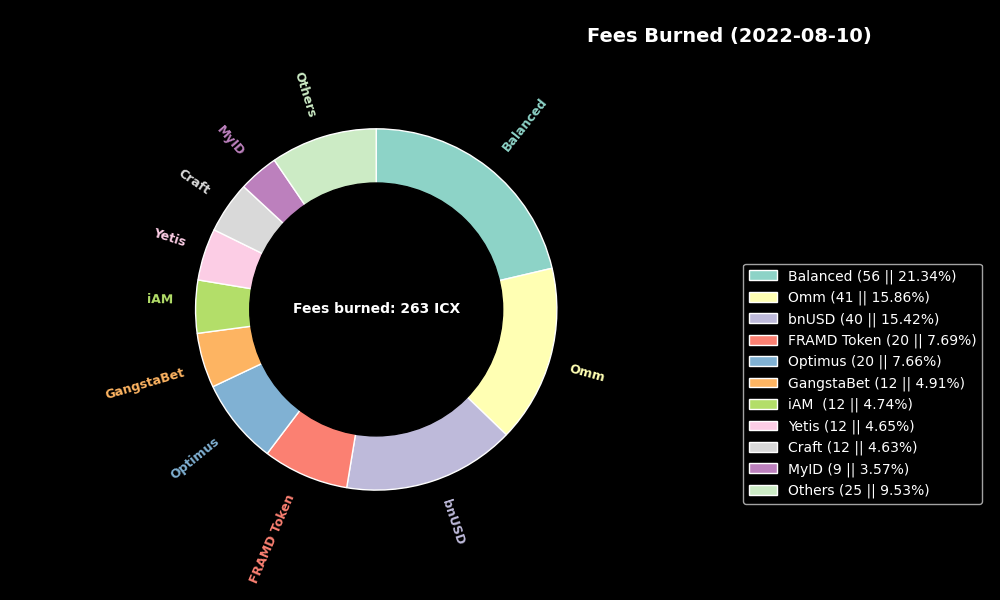 Fees Burned (2022-08-10)
Others
Balanced
MyID
Craft
Yetis
iAM
Fees burned: 263 ICX
Omm
GangstaBet
Optimus
bnUSD
FRAMD Token
Balanced (56 || 21.34%)
Omm (41 || 15.86%)
bnUSD (40 || 15.42%)
FRAMD Token (20 || 7.69%)
Optimus (20 || 7.66%)
GangstaBet (12 || 4.91%)
iAM  (12 || 4.74%)
Yetis (12 || 4.65%)
Craft (12 || 4.63%)
MyID (9 || 3.57%)
Others (25 || 9.53%)